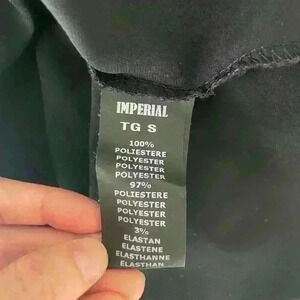 IMPERIAL
TG S
100%
POLIESTERE
POLYESTER
POLYESTER
POLYESTER
97%
POLIESTERE
POLYESTER
POLYESTER
POLYESTER
3%
ELASTAN
ELASTENE
ELASTHANNE
ELASTHAN